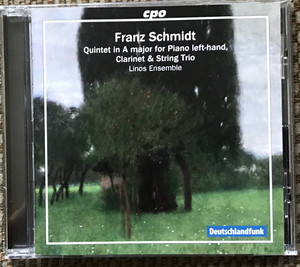 cpo
Franz Schmidt
Quintet in A major for Piano left-hand,
Clarinet & String Trio
Linos Ensemble
Deutschlandfunk